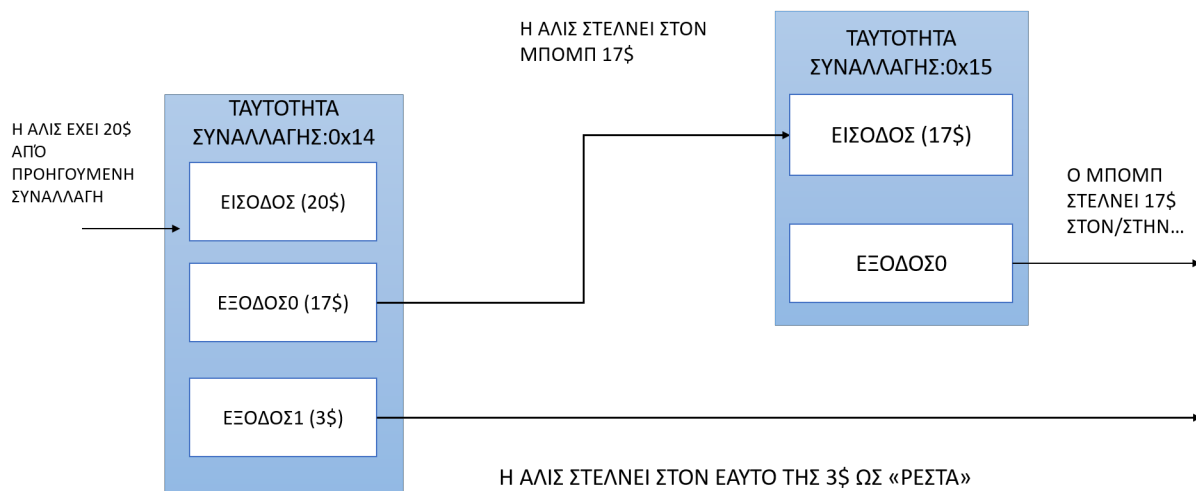 Η ΑΛΙΣ ΕΧΕΙ 20$
ΑΠΌ
ΠΡΟΗΓΟΥΜΕΝΗ
ΣΥΝΑΛΛΑΓΗ
ΤΑΥΤΟΤΗΤΑ
ΣΥΝΑΛΛΑΓΗΣ:0x14
ΕΙΣΟΔΟΣ (20$)
ΕΞΟΔΟΣ0 (17$)
ΕΞΟΔΟΣ1 (3$)
Η ΑΛΙΣ ΣΤΕΛΝΕΙ ΣΤΟΝ
ΜΠΟΜΠ 17$
ΤΑΥΤΟΤΗΤΑ
ΣΥΝΑΛΛΑΓΗΣ:0x15
ΕΙΣΟΔΟΣ (17$)
ΕΞΟΔΟΣ0
Ο ΜΠΟΜΠ
ΣΤΕΛΝΕΙ 17$
ΣΤΟΝ/ΣΤΗΝ…
Η ΑΛΙΣ ΣΤΕΛΝΕΙ ΣΤΟΝ ΕΑΥΤΟ ΤΗΣ 3$ ΩΣ «ΡΕΣΤΑ»